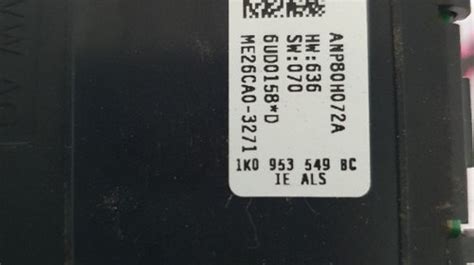 ANP80H072A
HW:636
SW:070
6UD0158*D
ME26CA0-3271
1K0 953 549 BC
IE ALS